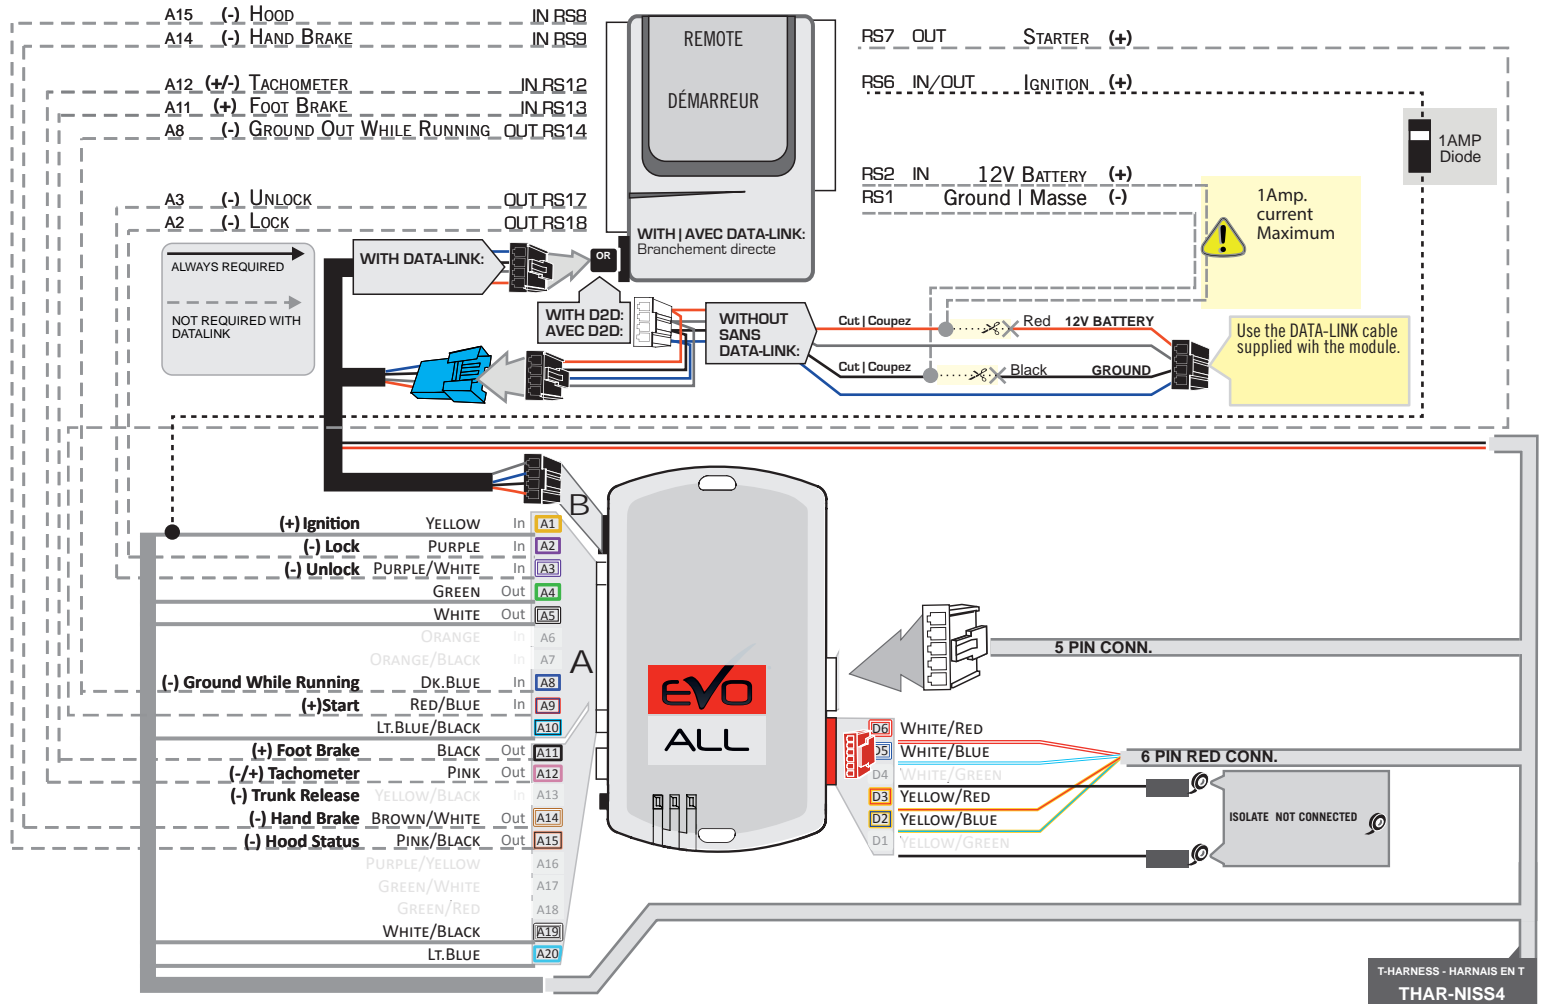 A15 (-) Hood IN RS8
A14 (-) Hand Brake IN RS9
A12 (+/-) Tachometer IN RS12
A11 (+) Foot Brake IN RS13
A8 (-) Ground Out While Running OUT RS14
A3 (-) Unlock OUT RS17
A2 (-) Lock OUT RS18
REMOTE
DÉMARREUR
WITH | AVEC DATA-LINK:
Branchement directe
RS7 OUT Starter (+)
RS6 IN/OUT Ignition (+)
RS2 IN 12V Battery (+)
RS1 Ground | Masse (-)
1AMP
Diode
1Amp.
current
Maximum
ALWAYS REQUIRED
NOT REQUIRED WITH
DATALINK
WITH DATA-LINK:
OR
WITH D2D:
AVEC D2D:
WITHOUT
SANS
DATA-LINK:
Cut | Coupez Red 12V BATTERY
Cut | Coupez Black GROUND
Use the DATA-LINK cable
supplied wih the module.
B
A
(+) Ignition Yellow In A1
(-) Lock Purple In A2
(-) Unlock Purple/White In A3
Green Out A4
White Out A5
Orange In A6
Orange/Black In A7
(-) Ground While Running Dk.Blue In A8
(+)Start Red/Blue In A9
Lt.Blue/Black A10
(+) Foot Brake Black Out A11
(-/+) Tachometer Pink Out A12
(-) Trunk Release Yellow/Black In A13
(-) Hand Brake Brown/White Out A14
(-) Hood Status Pink/Black Out A15
Purple/Yellow A16
Green/White A17
Green/Red A18
White/Black A19
Lt.Blue A20
EVO
ALL
5 PIN CONN.
D6 White/Red
D5 White/Blue
D4 White/Green
D3 Yellow/Red
D2 Yellow/Blue
D1 Yellow/Green
6 PIN RED CONN.
ISOLATE NOT CONNECTED
T-HARNESS - HARNAIS EN T
THAR-NISS4